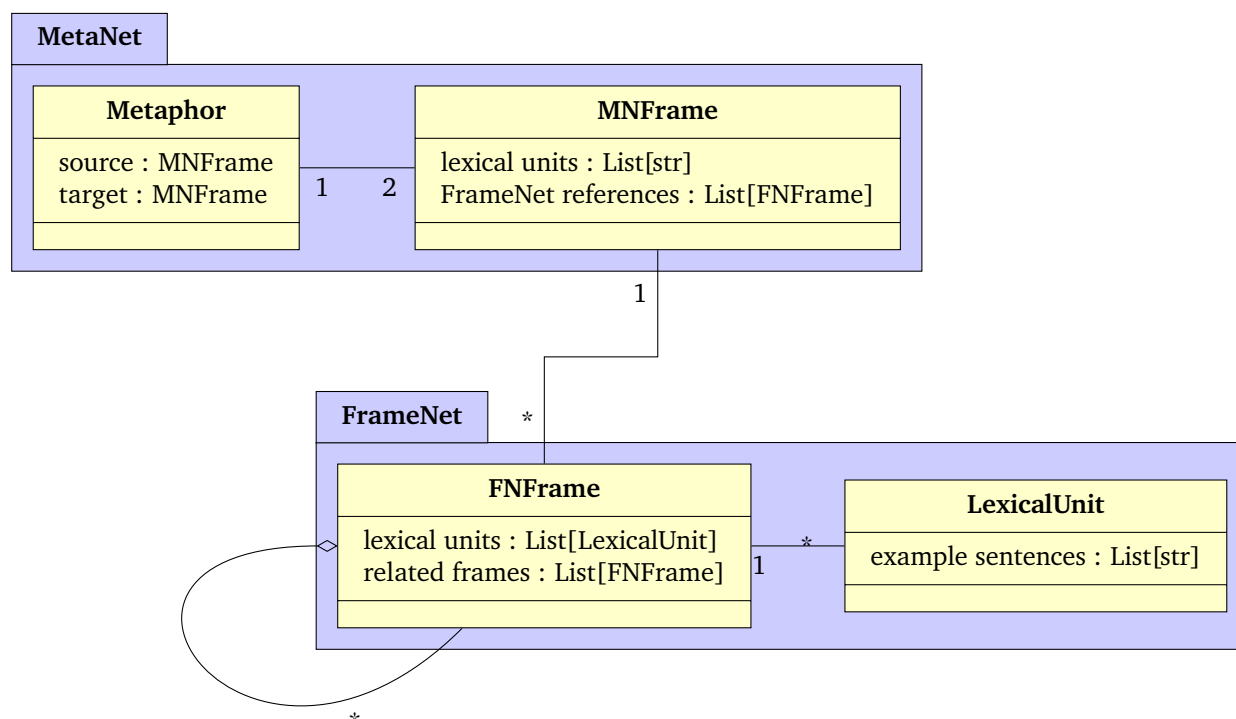 MetaNet
Metaphor
source : MNFrame
target : MNFrame
1
2
MNFrame
lexical units : List[str]
FrameNet references : List[FNFrame]
1
*
FrameNet
FNFrame
lexical units : List[LexicalUnit]
related frames : List[FNFrame]
1
*
LexicalUnit
example sentences : List[str]
*